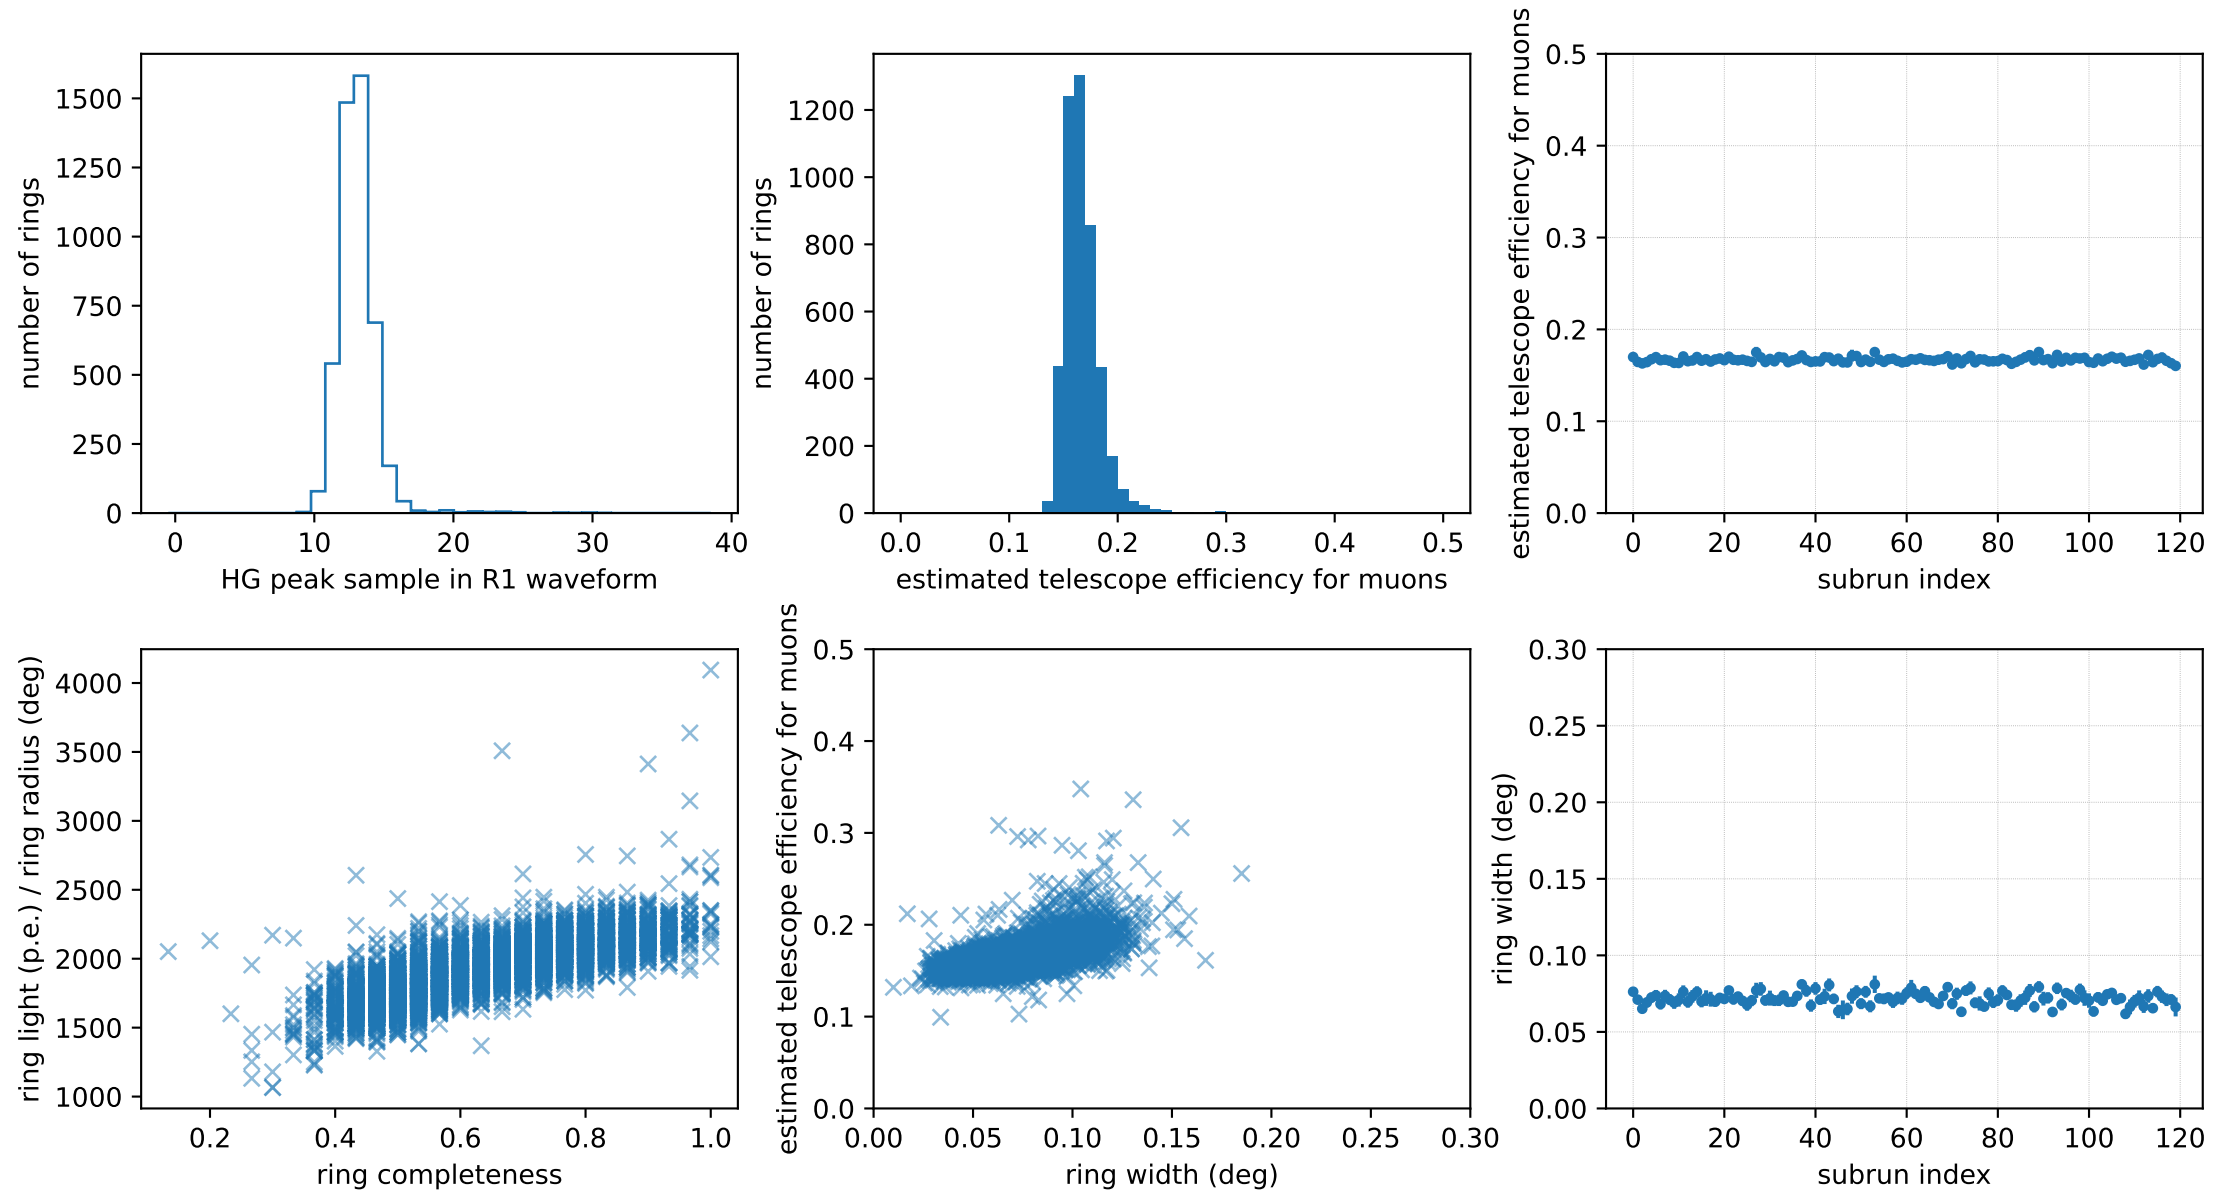 1500
1250
1000
750
500
250
0
number of rings
0 10 20 30 40
HG peak sample in R1 waveform
1200
1000
800
600
400
200
0
number of rings
0.0 0.1 0.2 0.3 0.4 0.5
estimated telescope efficiency for muons
0.5
0.4
0.3
0.2
0.1
0.0
estimated telescope efficiency for muons
0 20 40 60 80 100 120
subrun index
4000
3500
3000
2500
2000
1500
1000
ring light (p.e.) / ring radius (deg)
0.2 0.4 0.6 0.8 1.0
ring completeness
0.5
0.4
0.3
0.2
0.1
0.0
estimated telescope efficiency for muons
0.00 0.05 0.10 0.15 0.20 0.25 0.30
ring width (deg)
0.30
0.25
0.20
0.15
0.10
0.05
0.00
ring width (deg)
0 20 40 60 80 100 120
subrun index